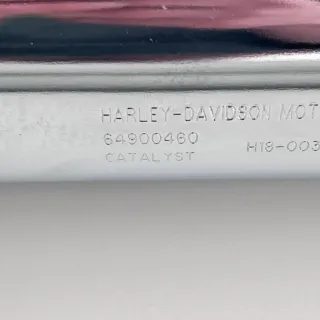 HARLEY-DAVIDSON MOT
64900460 H18-003
CATALYST